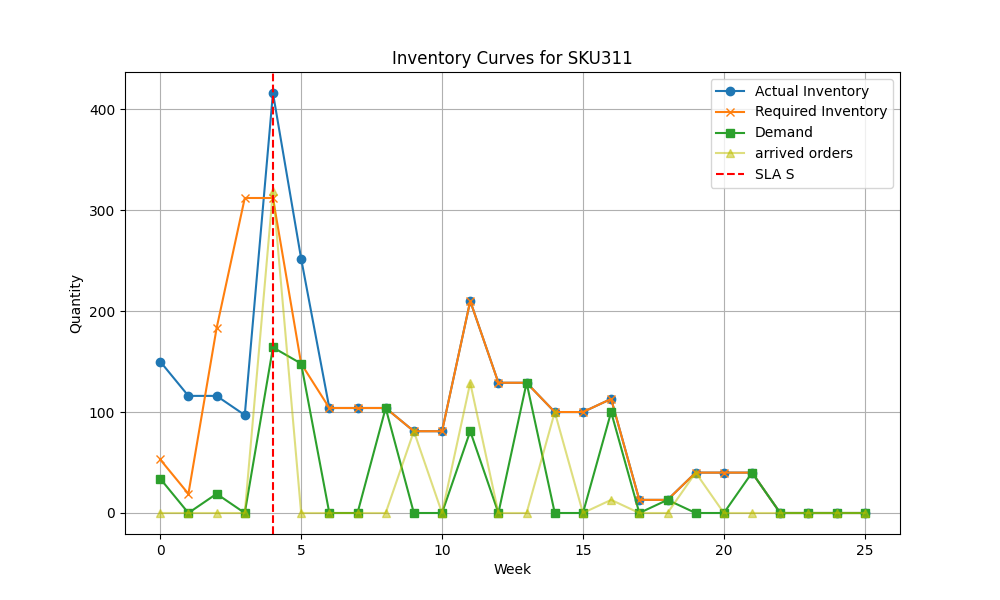 Inventory Curves for SKU311
Actual Inventory
Required Inventory
Demand
arrived orders
SLA S
Quantity
400
300
200
100
0
0 5 10 15 20 25
Week